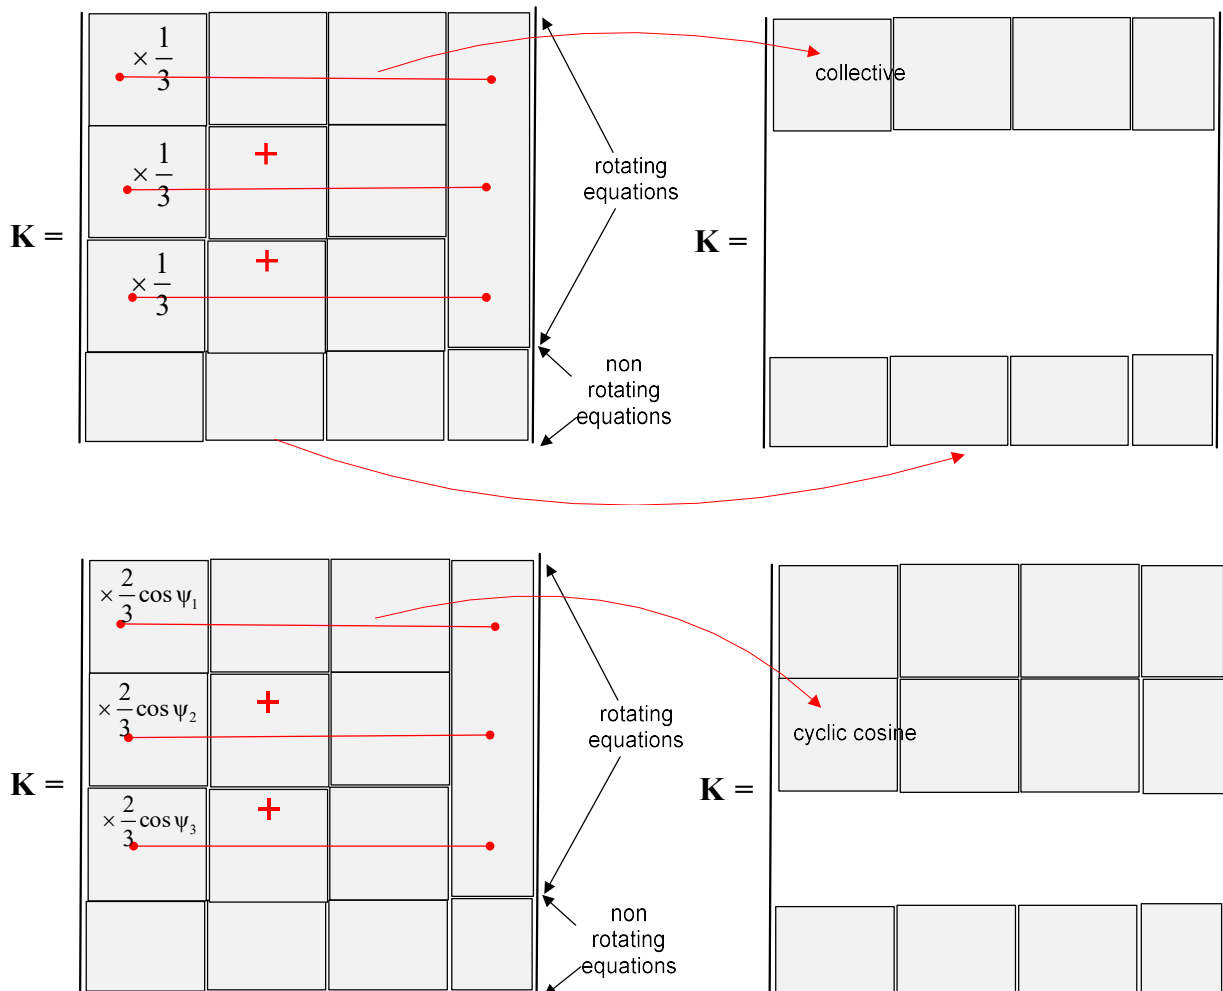 × 1/3
collective
× 1/3
+
rotating
equations
K =
K =
× 1/3
+
non
rotating
equations
× 2/3 cos ψ₁
× 2/3 cos ψ₂
+
rotating
equations
cyclic cosine
K =
K =
× 2/3 cos ψ₃
+
non
rotating
equations